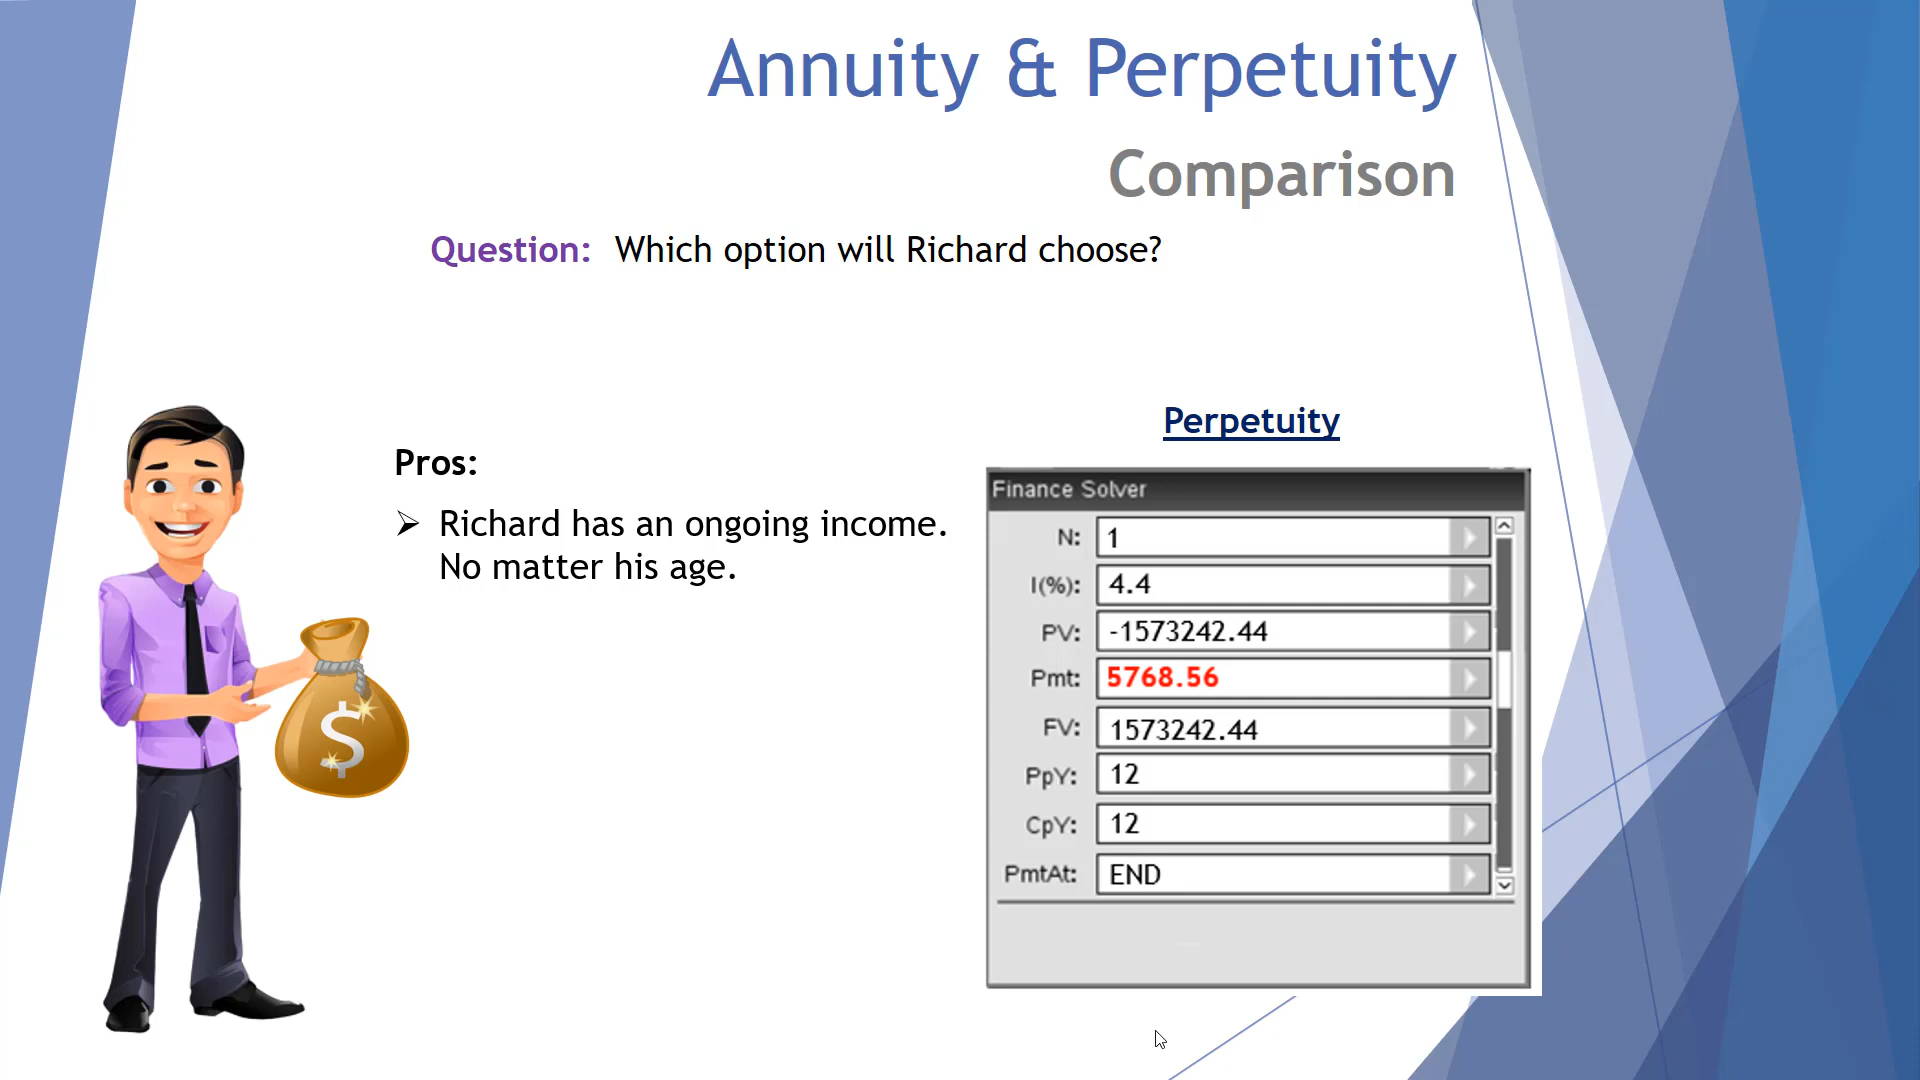 Annuity & Perpetuity
Comparison
Question: Which option will Richard choose?
Perpetuity
Pros:
➢ Richard has an ongoing income.
No matter his age.
Finance Solver
N: 1
I(%): 4.4
PV: -1573242.44
Pmt: 5768.56
FV: 1573242.44
PpY: 12
CpY: 12
PmtAt: END
$